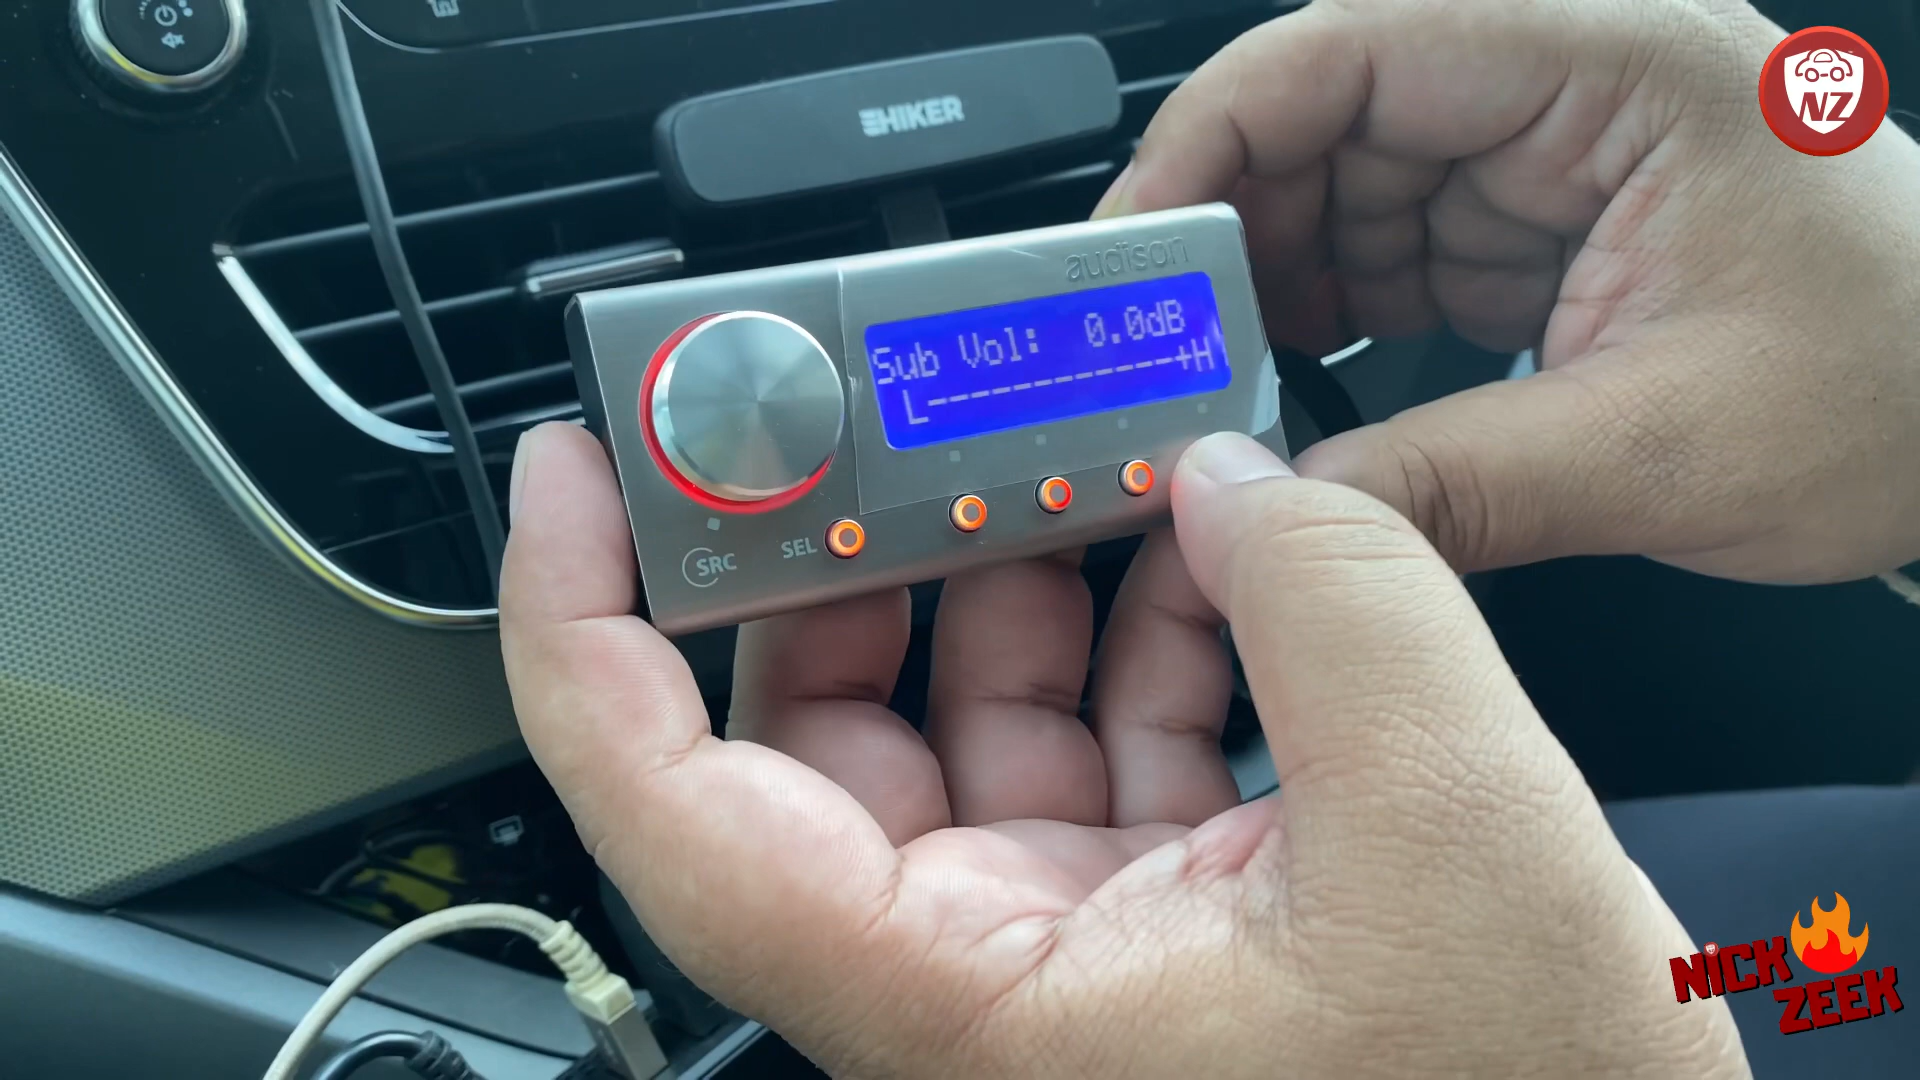 HIKER
NZ
audison
Sub Vol: 0.0dB
L------------+H
SRC
SEL
NiCK
ZEEK